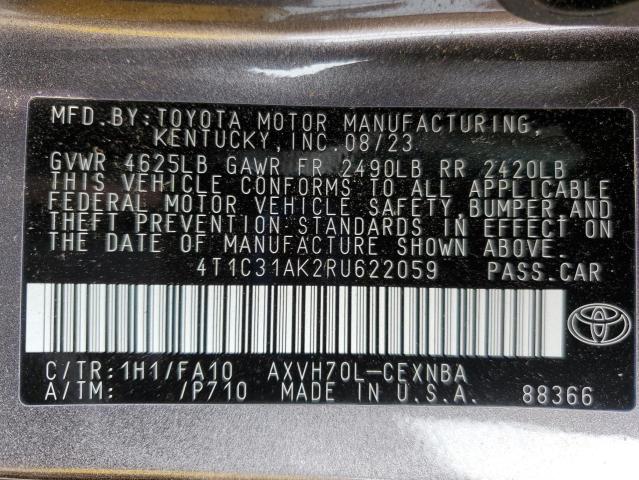 MFD. BY: TOYOTA MOTOR MANUFACTURING,
KENTUCKY, INC. 08/23
GVWR 4625LB GAWR FR 2490LB RR 2420LB
THIS VEHICLE CONFORMS TO ALL APPLICABLE
FEDERAL MOTOR VEHICLE SAFETY, BUMPER, AND
THEFT PREVENTION STANDARDS IN EFFECT ON
THE DATE OF MANUFACTURE SHOWN ABOVE.
4T1C31AK2RU622059 PASS. CAR
C/TR: 1H1/FA10 AXVH70L-CEXNBA
A/TM: /P710 MADE IN U.S.A. 88366